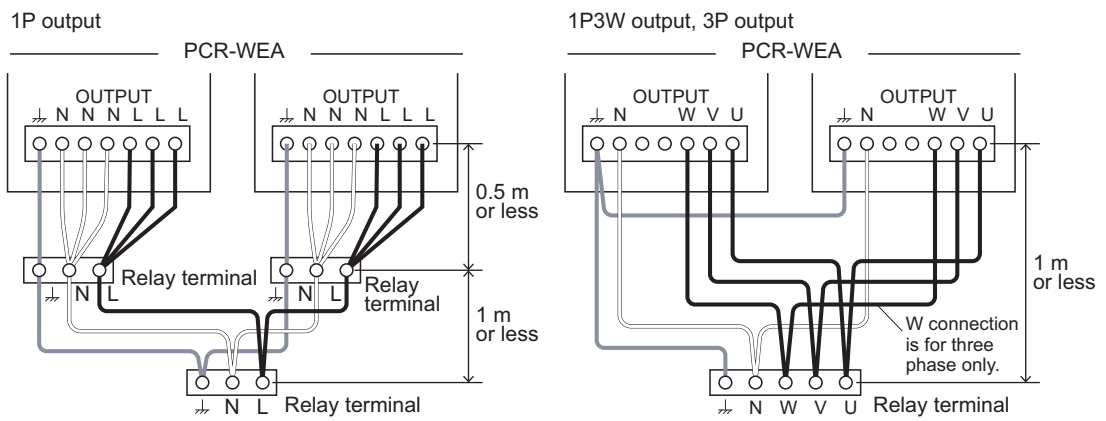 1P output
PCR-WEA
OUTPUT
N N N L L L
OUTPUT
N N N L L L
0.5 m
or less
Relay terminal
N L
Relay
terminal
N L
1 m
or less
N L
Relay terminal
1P3W output, 3P output
PCR-WEA
OUTPUT
N W V U
OUTPUT
N W V U
1 m
or less
W connection
is for three
phase only.
N W V U
Relay terminal